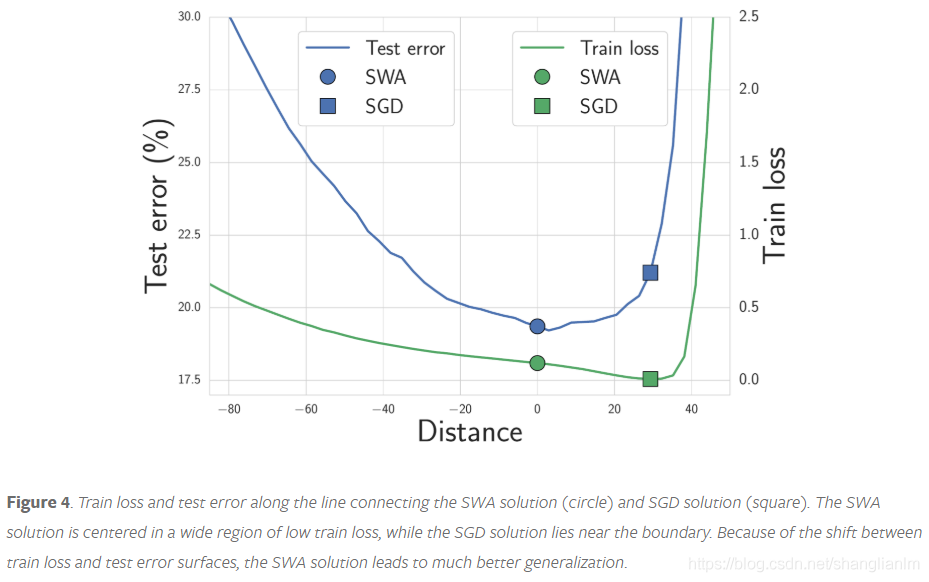 30.0
27.5
25.0
22.5
20.0
17.5
Test error (%)
Test error
SWA
SGD
Train loss
SWA
SGD
2.5
2.0
1.5
1.0
0.5
0.0
Train loss
−80 −60 −40 −20 0 20 40
Distance
Figure 4. Train loss and test error along the line connecting the SWA solution (circle) and SGD solution (square). The SWA
solution is centered in a wide region of low train loss, while the SGD solution lies near the boundary. Because of the shift between
train loss and test error surfaces, the SWA solution leads to much better generalization.
https://blog.csdn.net/shanglianlm